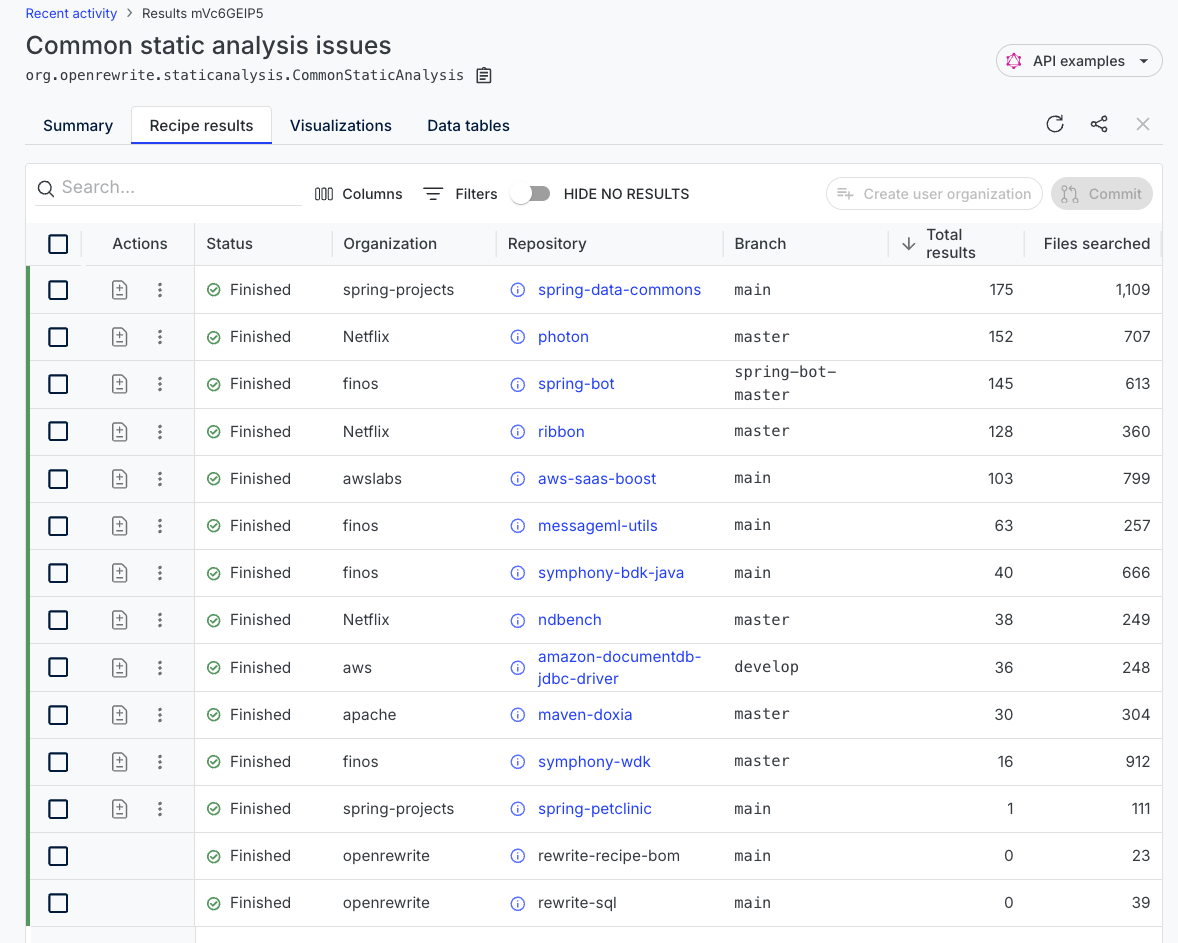 Recent activity > Results mVc6GEIP5
Common static analysis issues
org.openrewrite.staticanalysis.CommonStaticAnalysis
API examples
Summary Recipe results Visualizations Data tables
Search... Columns Filters HIDE NO RESULTS Create user organization Commit
Actions Status Organization Repository Branch Total results Files searched
Finished spring-projects spring-data-commons main 175 1,109
Finished Netflix photon master 152 707
Finished finos spring-bot spring-bot-
master 145 613
Finished Netflix ribbon master 128 360
Finished awslabs aws-saas-boost main 103 799
Finished finos messageml-utils main 63 257
Finished finos symphony-bdk-java main 40 666
Finished Netflix ndbench master 38 249
Finished aws amazon-documentdb-
jdbc-driver develop 36 248
Finished apache maven-doxia master 30 304
Finished finos symphony-wdk master 16 912
Finished spring-projects spring-petclinic main 1 111
Finished openrewrite rewrite-recipe-bom main 0 23
Finished openrewrite rewrite-sql main 0 39